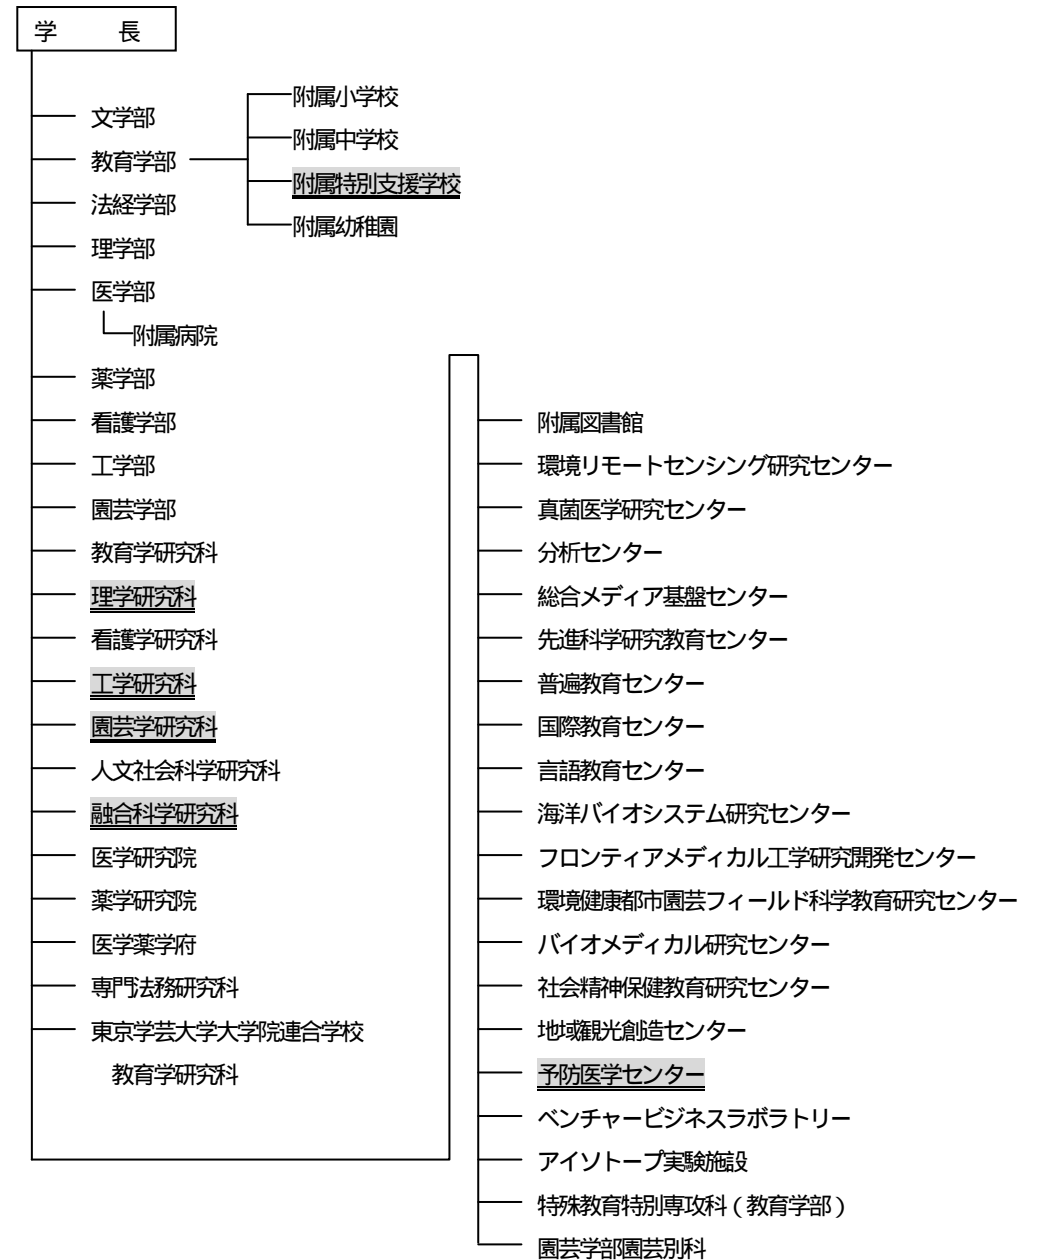 学　　　長
文学部
教育学部
附属小学校
附属中学校
附属特別支援学校
附属幼稚園
法経学部
理学部
医学部
附属病院
薬学部
看護学部
工学部
園芸学部
教育学研究科
理学研究科
看護学研究科
工学研究科
園芸学研究科
人文社会科学研究科
融合科学研究科
医学研究院
薬学研究院
医学薬学府
専門法務研究科
東京学芸大学大学院連合学校
教育学研究科
附属図書館
環境リモートセンシング研究センター
真菌医学研究センター
分析センター
総合メディア基盤センター
先進科学研究教育センター
普遍教育センター
国際教育センター
言語教育センター
海洋バイオシステム研究センター
フロンティアメディカル工学研究開発センター
環境健康都市園芸フィールド科学教育研究センター
バイオメディカル研究センター
社会精神保健教育研究センター
地域観光創造センター
予防医学センター
ベンチャービジネスラボラトリー
アイソトープ実験施設
特殊教育特別専攻科（教育学部）
園芸学部園芸別科